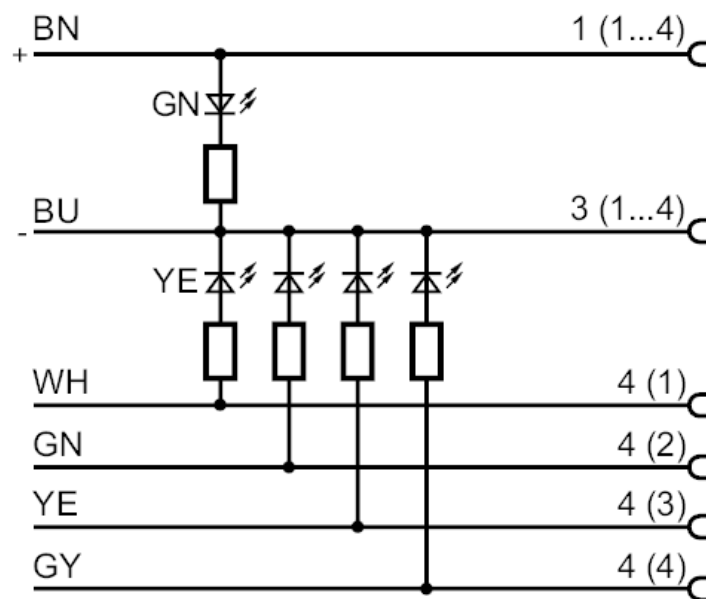 BN 1 (1...4)
+
GN
BU 3 (1...4)
-
YE
WH 4 (1)
GN 4 (2)
YE 4 (3)
GY 4 (4)